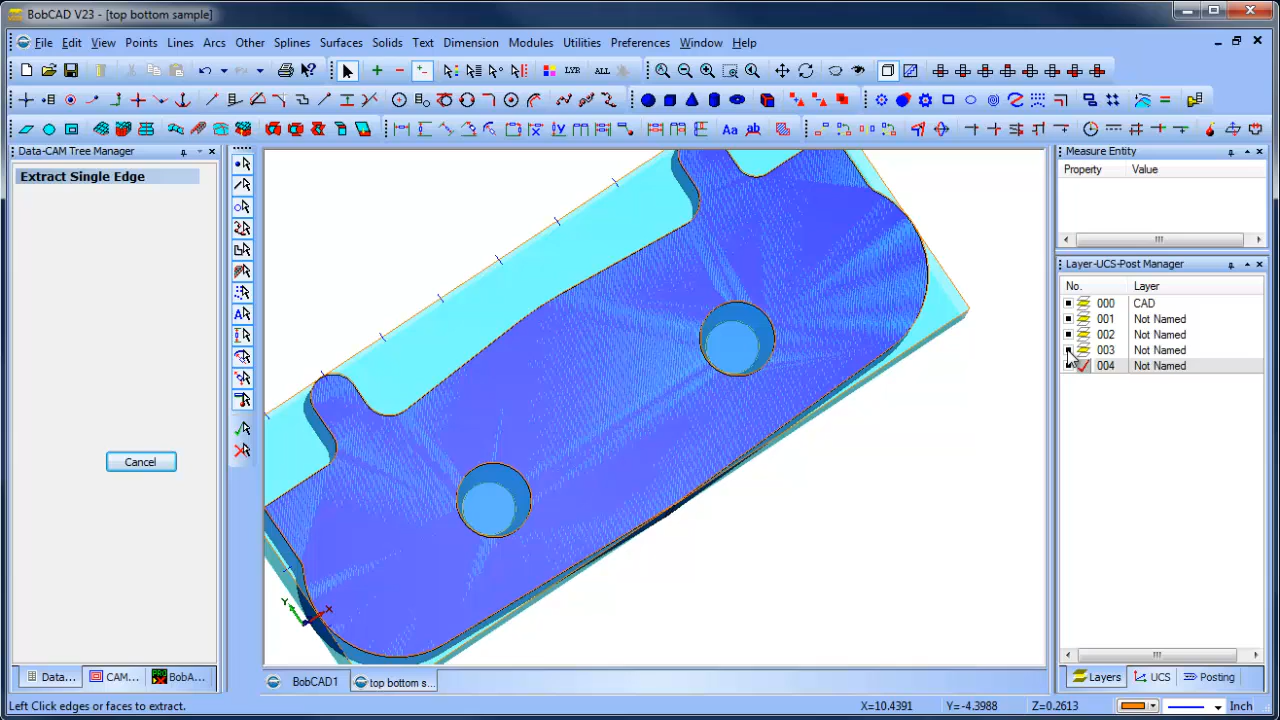 BobCAD V23 - [top bottom sample]
File Edit View Points Lines Arcs Other Splines Surfaces Solids Text Dimension Modules Utilities Preferences Window Help
LYR ALL
Aa ab
Data-CAM Tree Manager
Extract Single Edge
Cancel
Data... CAM... BobA...
A
Y X
BobCAD1 top bottom s...
Measure Entity
Property Value
Layer-UCS-Post Manager
No. Layer
000 CAD
001 Not Named
002 Not Named
003 Not Named
004 Not Named
Layers UCS Posting
Left Click edges or faces to extract.
X=10.4391 Y=-4.3988 Z=0.2613 Inch